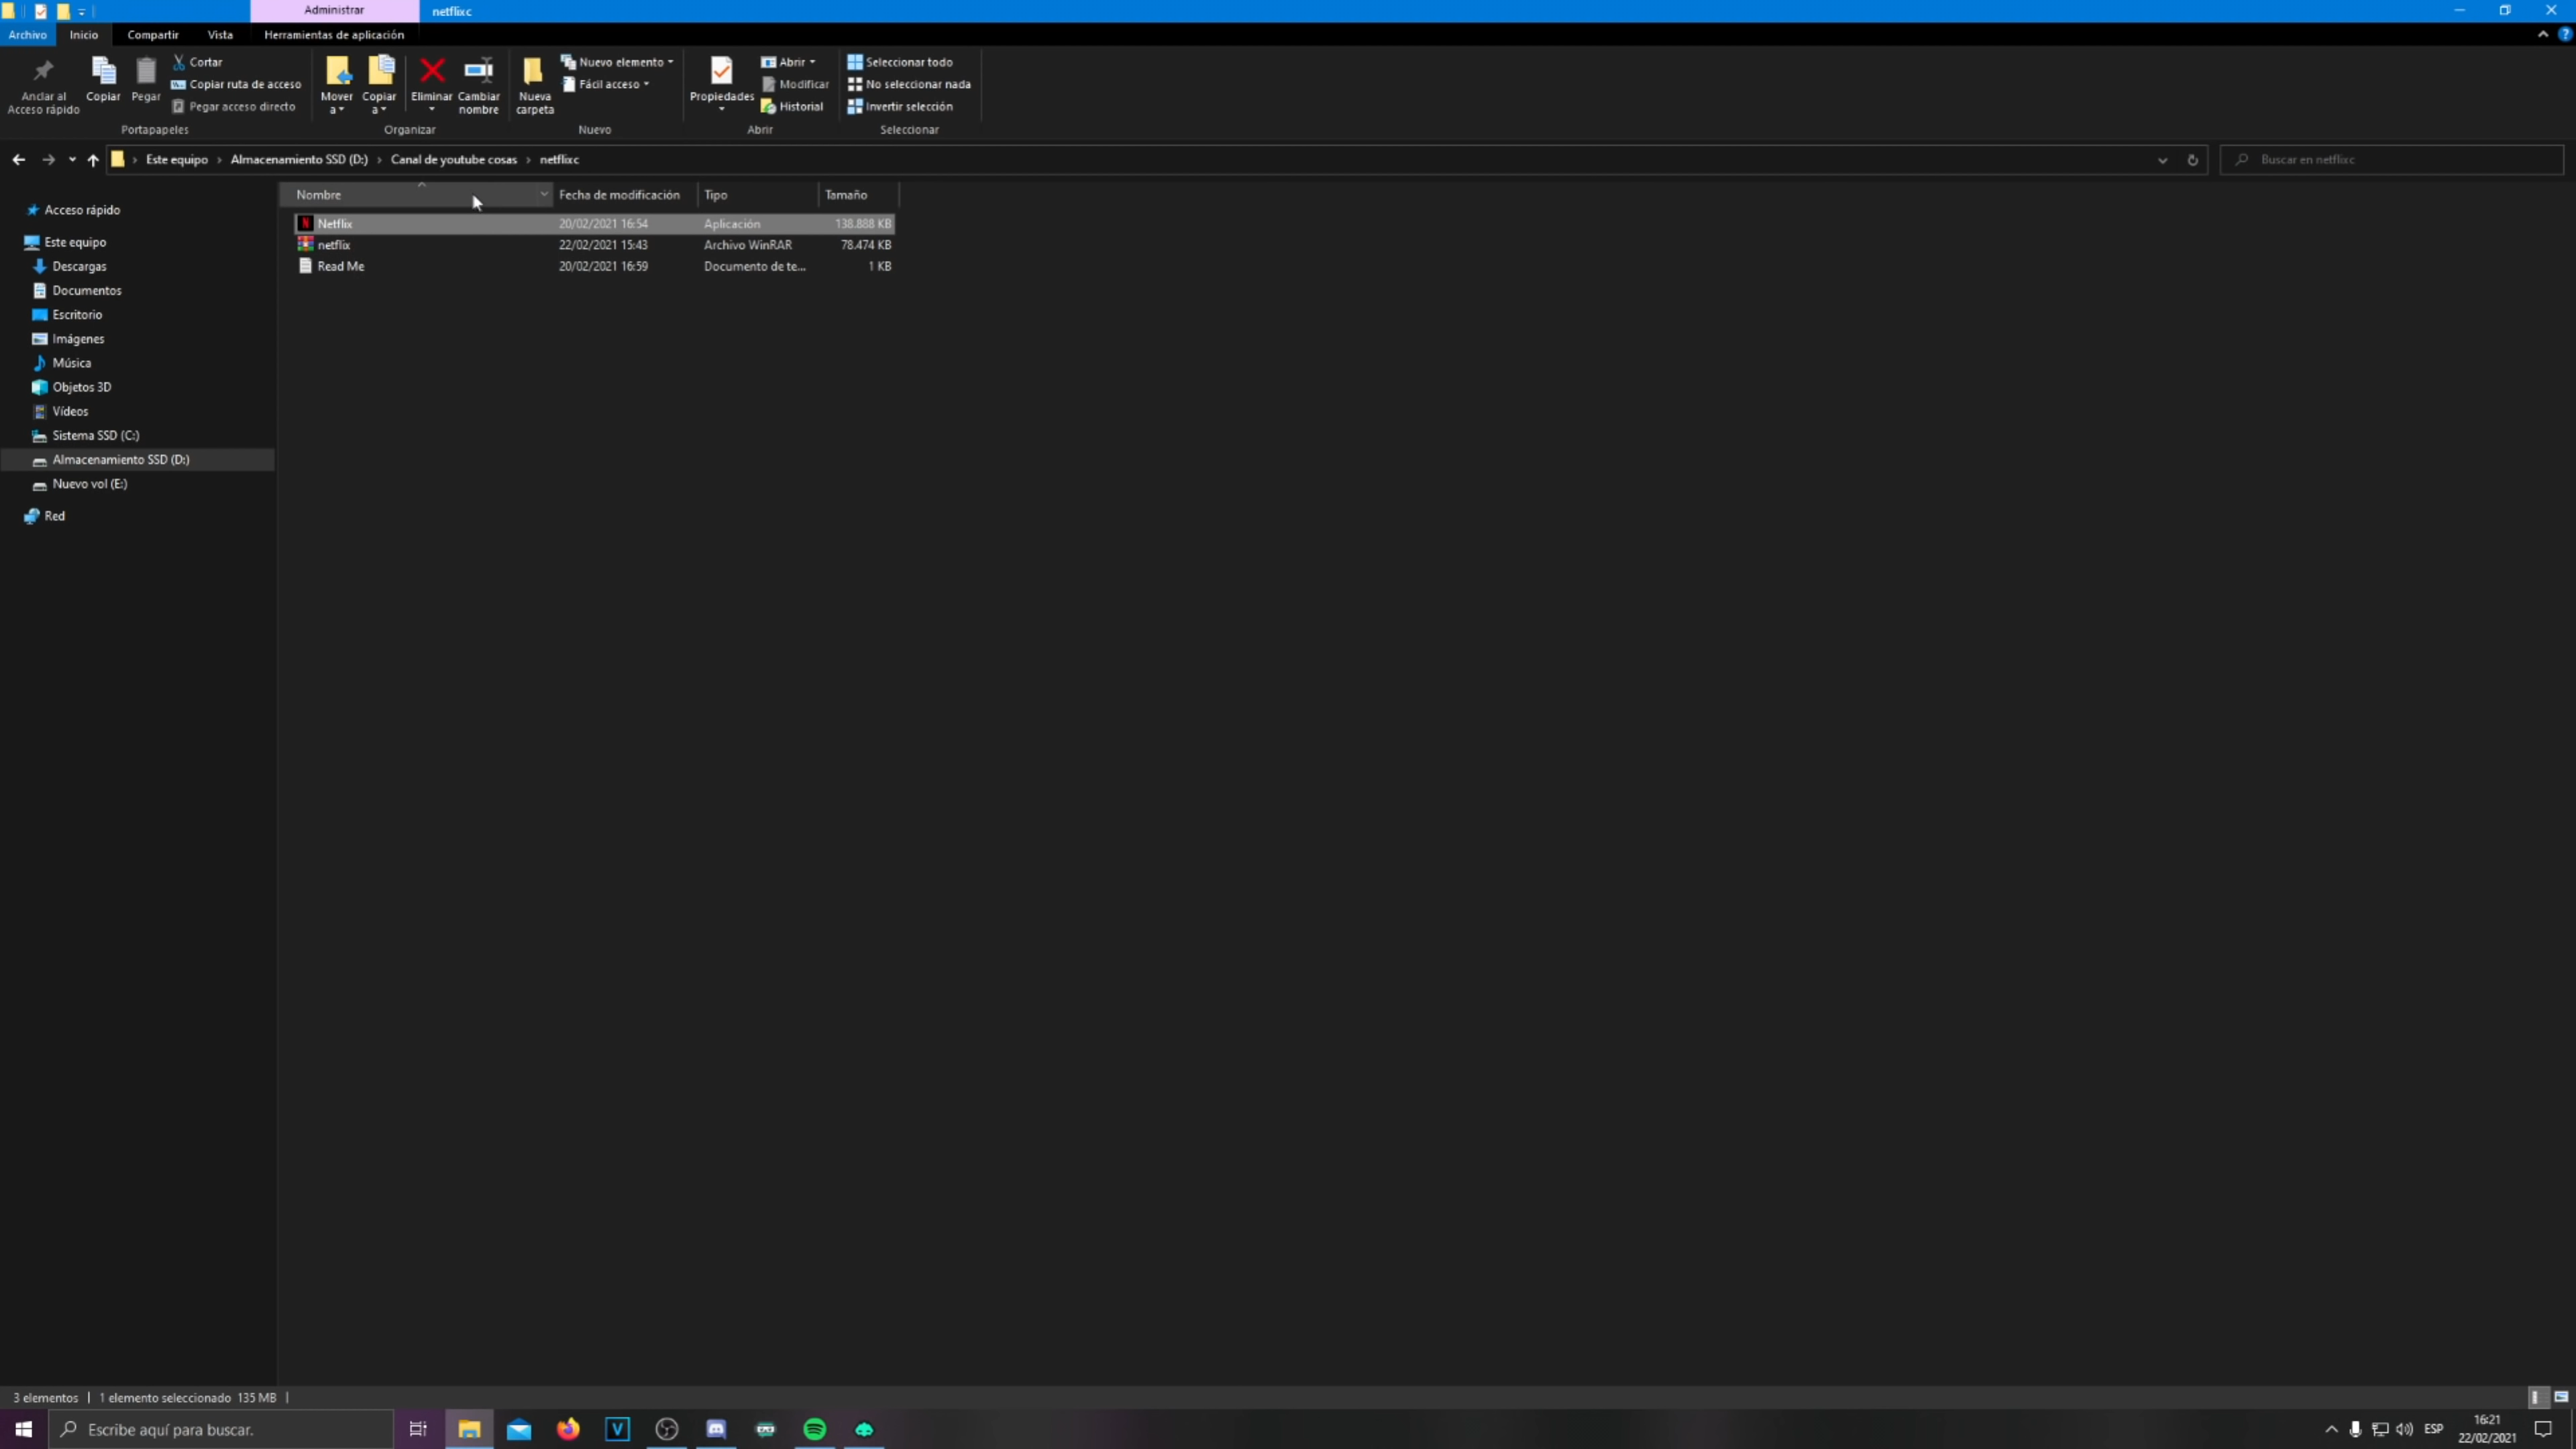 Administrar netflixc
Archivo Inicio Compartir Vista Herramientas de aplicación
Anclar al Acceso rápido
Copiar
Pegar
Cortar
Copiar ruta de acceso
Pegar acceso directo
Portapapeles
Mover a
Copiar a
Eliminar
Cambiar nombre
Organizar
Nueva carpeta
Nuevo elemento
Fácil acceso
Nuevo
Propiedades
Abrir
Modificar
Historial
Abrir
Seleccionar todo
No seleccionar nada
Invertir selección
Seleccionar
Este equipo › Almacenamiento SSD (D:) › Canal de youtube cosas › netflixc
Buscar en netflixc
Acceso rápido
Este equipo
Descargas
Documentos
Escritorio
Imágenes
Música
Objetos 3D
Vídeos
Sistema SSD (C:)
Almacenamiento SSD (D:)
Nuevo vol (E:)
Red
Nombre Fecha de modificación Tipo Tamaño
Netflix 20/02/2021 16:54 Aplicación 138.888 KB
netflix 22/02/2021 15:43 Archivo WinRAR 78.474 KB
Read Me 20/02/2021 16:59 Documento de te... 1 KB
3 elementos | 1 elemento seleccionado 135 MB |
Escribe aquí para buscar.
ESP
16:21
22/02/2021